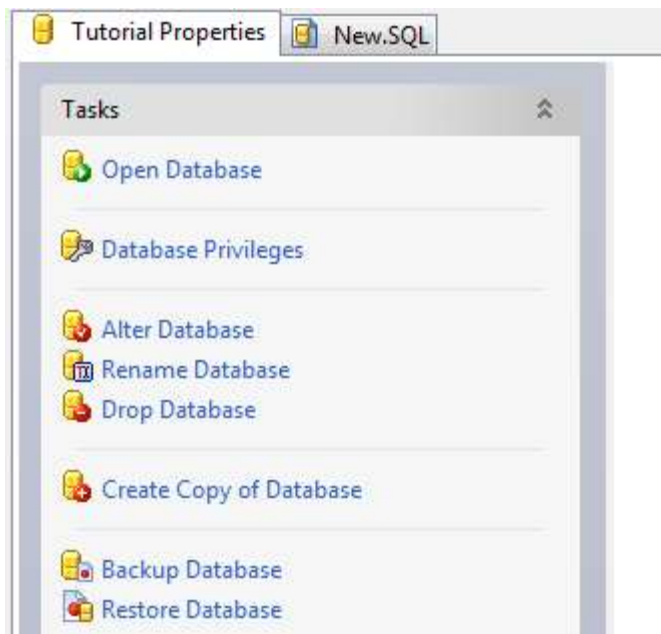 Tutorial Properties
New.SQL
Tasks
Open Database
Database Privileges
Alter Database
Rename Database
Drop Database
Create Copy of Database
Backup Database
Restore Database